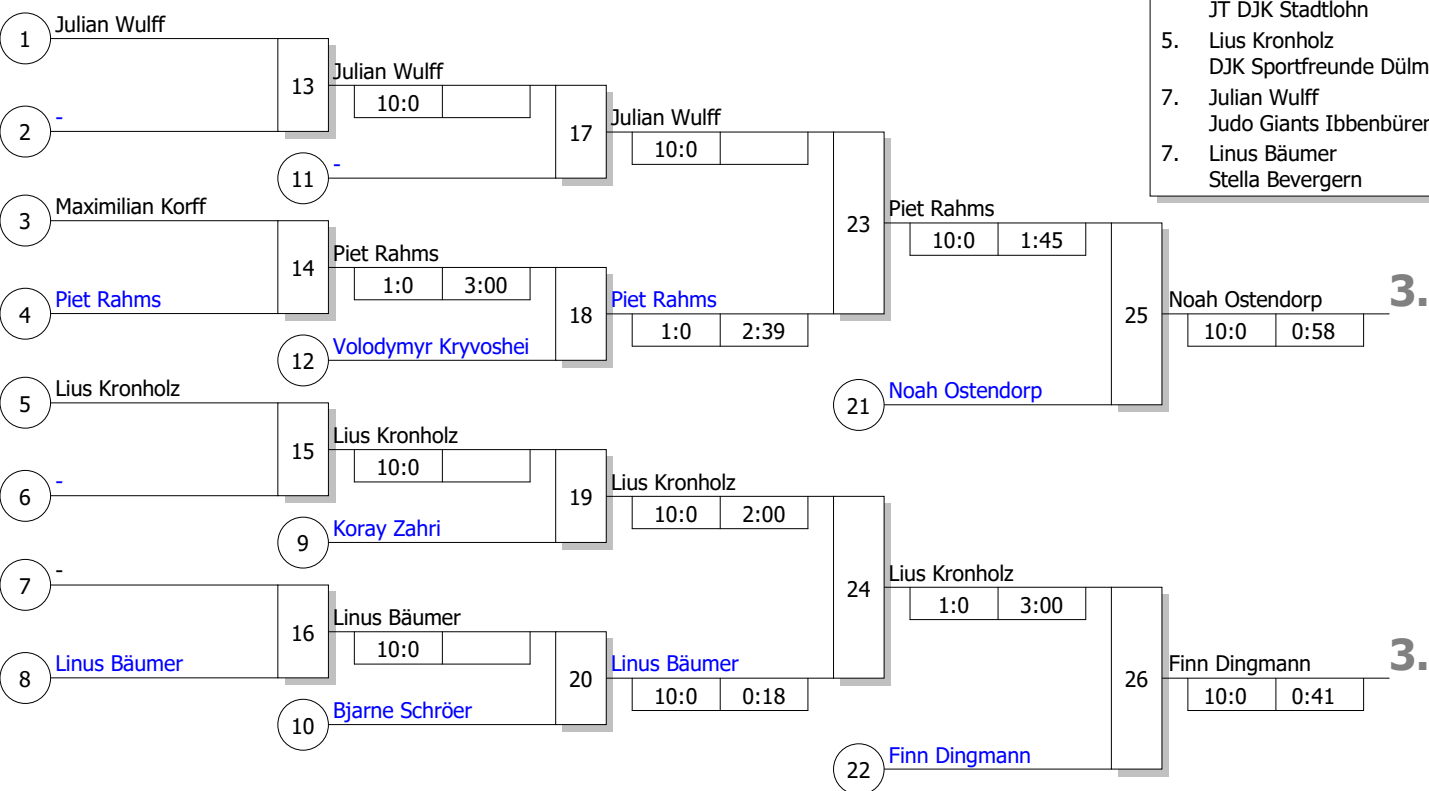 JT DJK Stadtlohn
5. Lius Kronholz
DJK Sportfreunde Dülm
7. Julian Wulff
Judo Giants Ibbenbüren
7. Linus Bäumer
Stella Bevergern
1 Julian Wulff
2 -
13 Julian Wulff
10:0
11 -
17 Julian Wulff
10:0
3 Maximilian Korff
4 Piet Rahms
14 Piet Rahms
1:0 3:00
12 Volodymyr Kryvoshei
18 Piet Rahms
1:0 2:39
23 Piet Rahms
10:0 1:45
21 Noah Ostendorp
25 Noah Ostendorp 3.
10:0 0:58
5 Lius Kronholz
6 -
15 Lius Kronholz
10:0
9 Koray Zahri
19 Lius Kronholz
10:0 2:00
7 -
8 Linus Bäumer
16 Linus Bäumer
10:0
10 Bjarne Schröer
20 Linus Bäumer
10:0 0:18
24 Lius Kronholz
1:0 3:00
22 Finn Dingmann
26 Finn Dingmann 3.
10:0 0:41